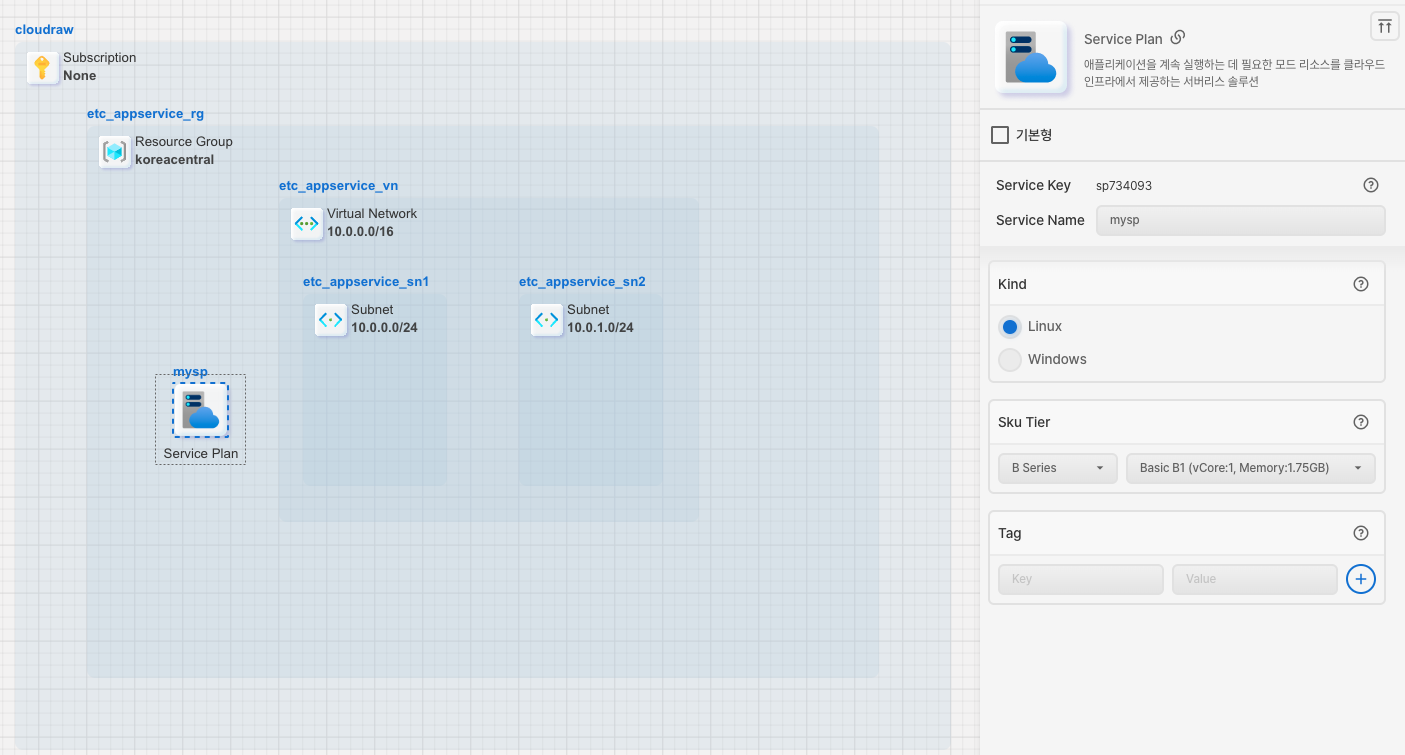 cloudraw
Subscription
None
etc_appservice_rg
Resource Group
koreacentral
etc_appservice_vn
Virtual Network
10.0.0.0/16
etc_appservice_sn1
Subnet
10.0.0.0/24
etc_appservice_sn2
Subnet
10.0.1.0/24
mysp
Service Plan
Service Plan
애플리케이션을 계속 실행하는 데 필요한 모드 리소스를 클라우드
인프라에서 제공하는 서버리스 솔루션
기본형
Service Key sp734093
Service Name mysp
Kind
Linux
Windows
Sku Tier
B Series Basic B1 (vCore:1, Memory:1.75GB)
Tag
Key Value